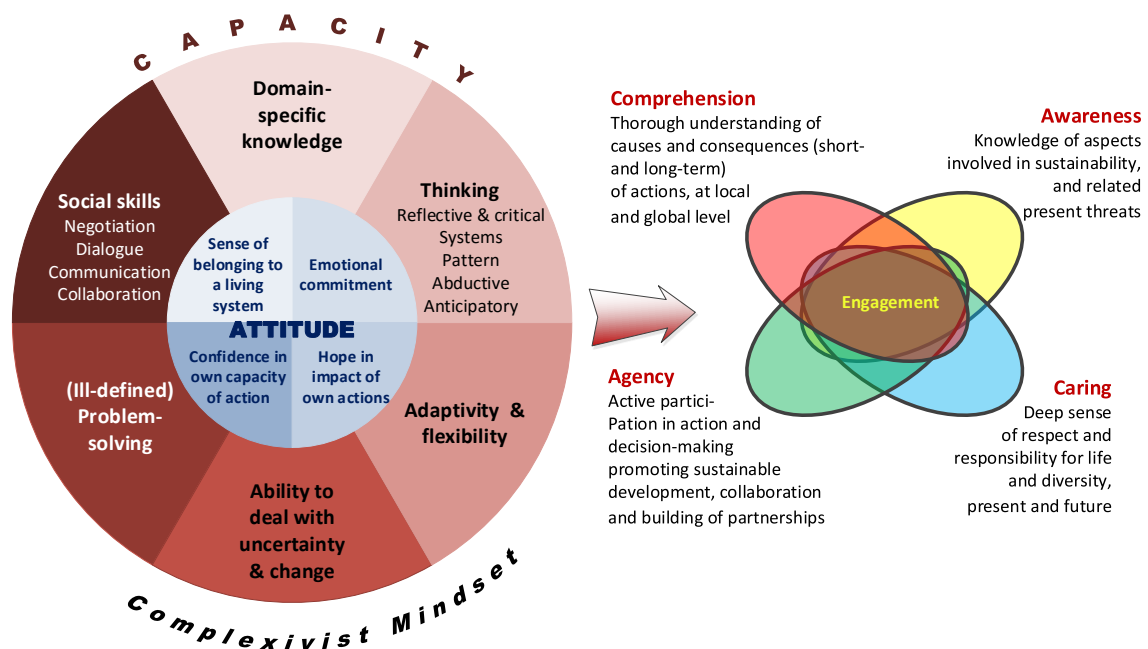 CAPACITY
Domain-
specific
knowledge
Thinking
Reflective & critical
Systems
Pattern
Abductive
Anticipatory
Adaptivity &
flexibility
Ability to
deal with
uncertainty
& change
(Ill-defined)
Problem-
solving
Social skills
Negotiation
Dialogue
Communication
Collaboration
Sense of
belonging to
a living
system
Emotional
commitment
ATTITUDE
Confidence in
own capacity
of action
Hope in
impact of
own actions
Complexivist Mindset
Comprehension
Thorough understanding of
causes and consequences (short-
and long-term)
of actions, at local
and global level
Awareness
Knowledge of aspects
involved in sustainability,
and related
present threats
Engagement
Agency
Active partici-
Pation in action and
decision-making
promoting sustainable
development, collaboration
and building of partnerships
Caring
Deep sense
of respect and
responsibility for life
and diversity,
present and future